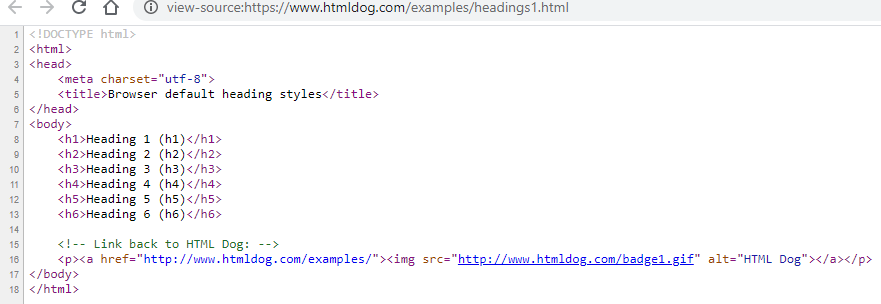 view-source:https://www.htmldog.com/examples/headings1.html
1 <!DOCTYPE html>
2 <html>
3 <head>
4     <meta charset="utf-8">
5     <title>Browser default heading styles</title>
6 </head>
7 <body>
8     <h1>Heading 1 (h1)</h1>
9     <h2>Heading 2 (h2)</h2>
10     <h3>Heading 3 (h3)</h3>
11     <h4>Heading 4 (h4)</h4>
12     <h5>Heading 5 (h5)</h5>
13     <h6>Heading 6 (h6)</h6>
14
15     <!-- Link back to HTML Dog: -->
16     <p><a href="http://www.htmldog.com/examples/"><img src="http://www.htmldog.com/badge1.gif" alt="HTML Dog"></a></p>
17 </body>
18 </html>